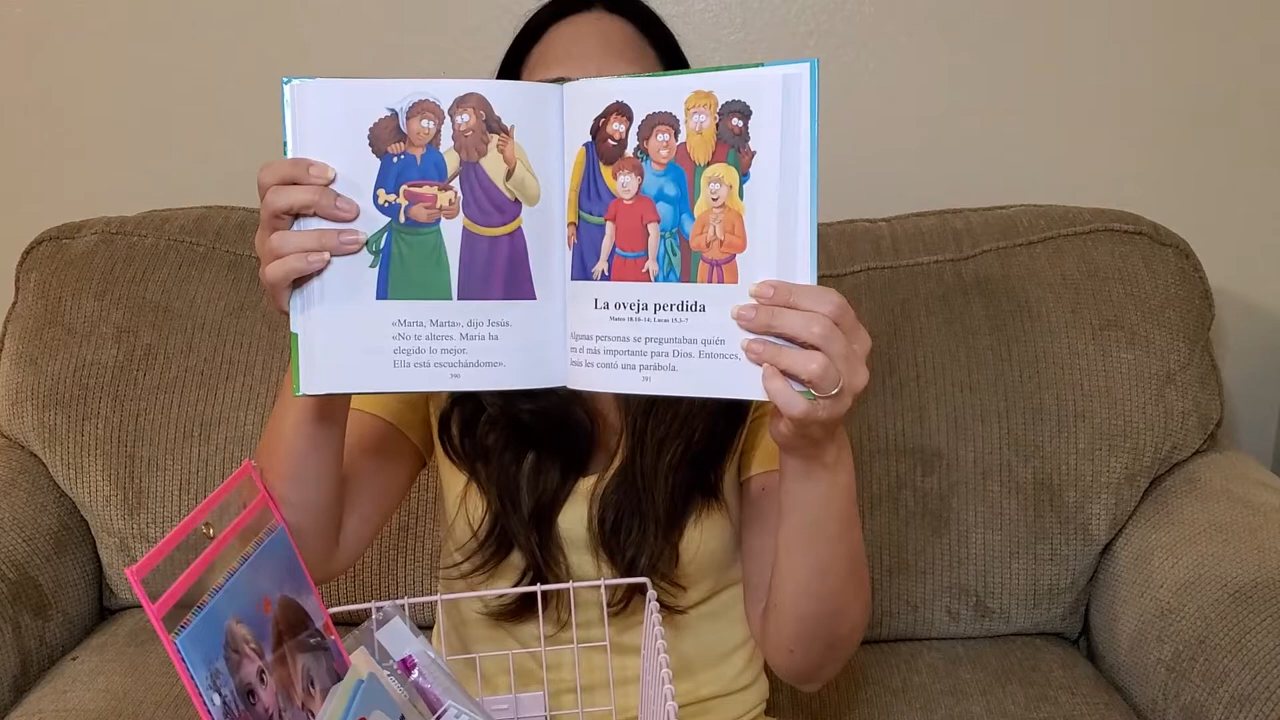 «Marta, Marta», dijo Jesús.
«No te alteres. María ha
elegido lo mejor.
Ella está escuchándome».
390
La oveja perdida
Mateo 18.10-14; Lucas 15.3-7
Algunas personas se preguntaban quién
era el más importante para Dios. Entonces,
Jesús les contó una parábola.
391